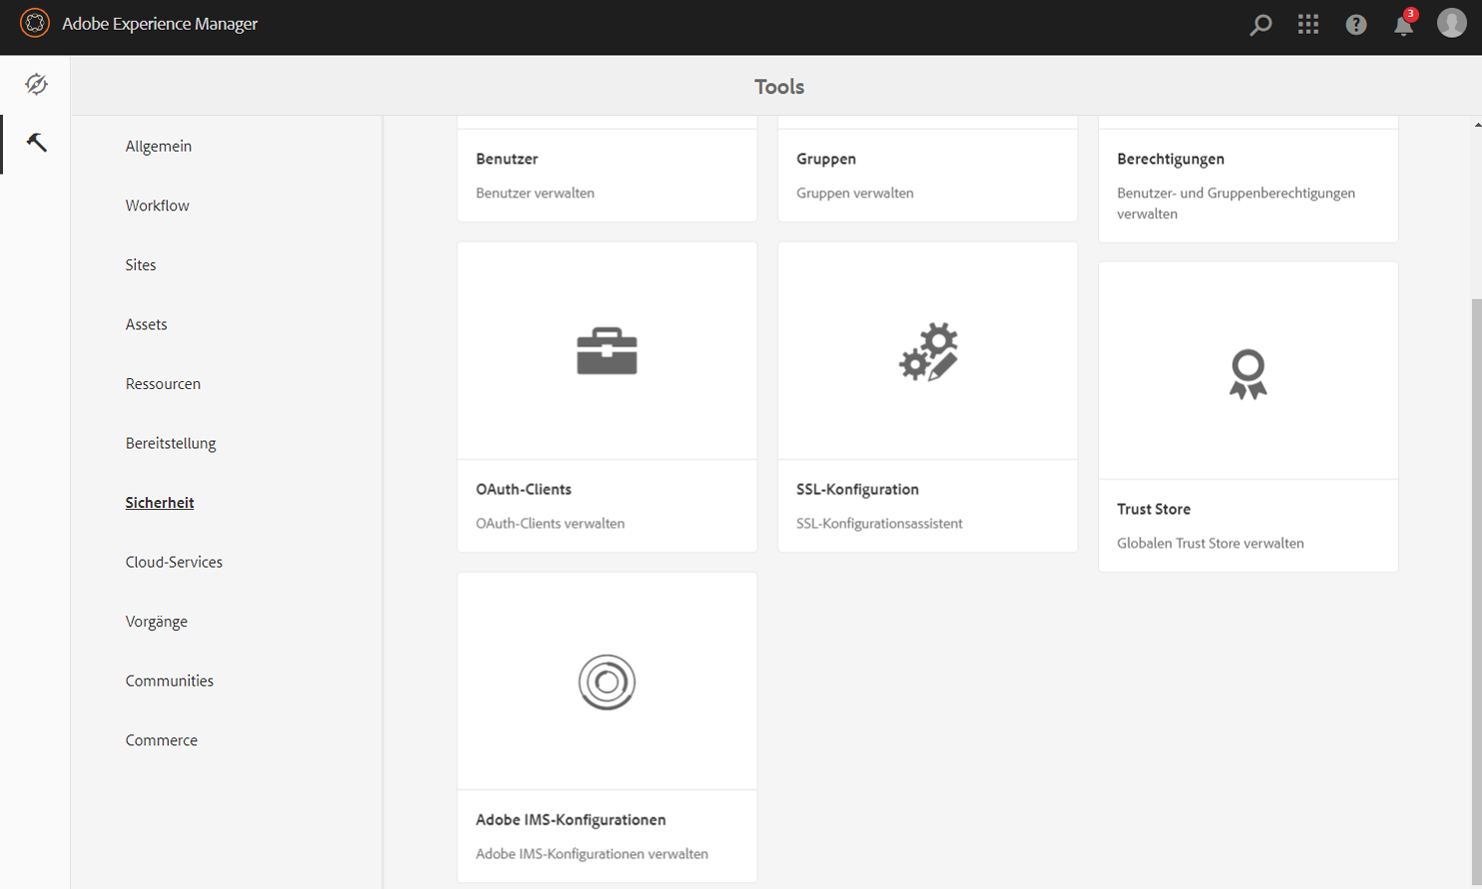 Adobe Experience Manager
3
Tools
Allgemein
Workflow
Sites
Assets
Ressourcen
Bereitstellung
Sicherheit
Cloud-Services
Vorgänge
Communities
Commerce
Benutzer
Benutzer verwalten
Gruppen
Gruppen verwalten
Berechtigungen
Benutzer- und Gruppenberechtigungen
verwalten
OAuth-Clients
OAuth-Clients verwalten
SSL-Konfiguration
SSL-Konfigurationsassistent
Trust Store
Globalen Trust Store verwalten
Adobe IMS-Konfigurationen
Adobe IMS-Konfigurationen verwalten